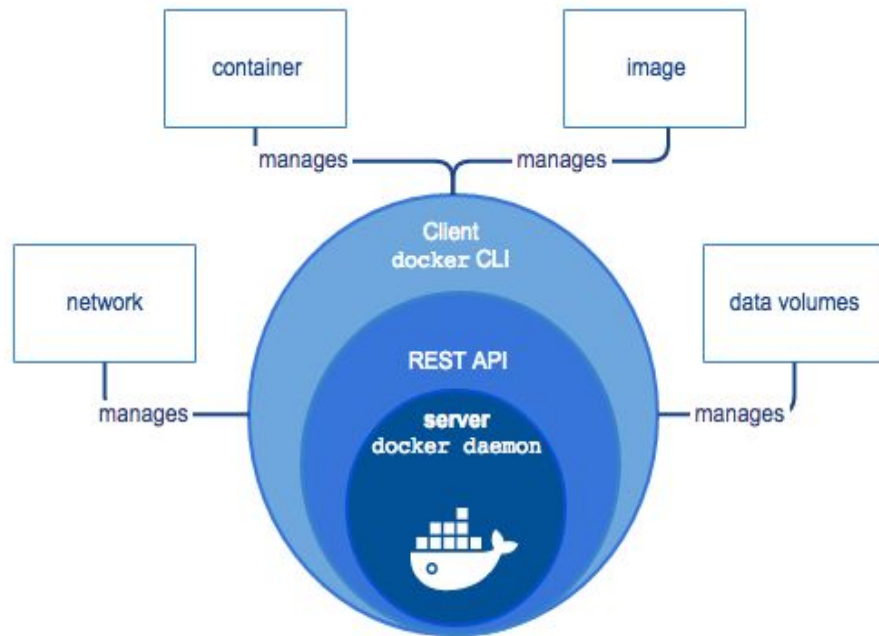 container
image
manages
manages
Client
docker CLI
network
data volumes
REST API
manages
manages
server
docker daemon